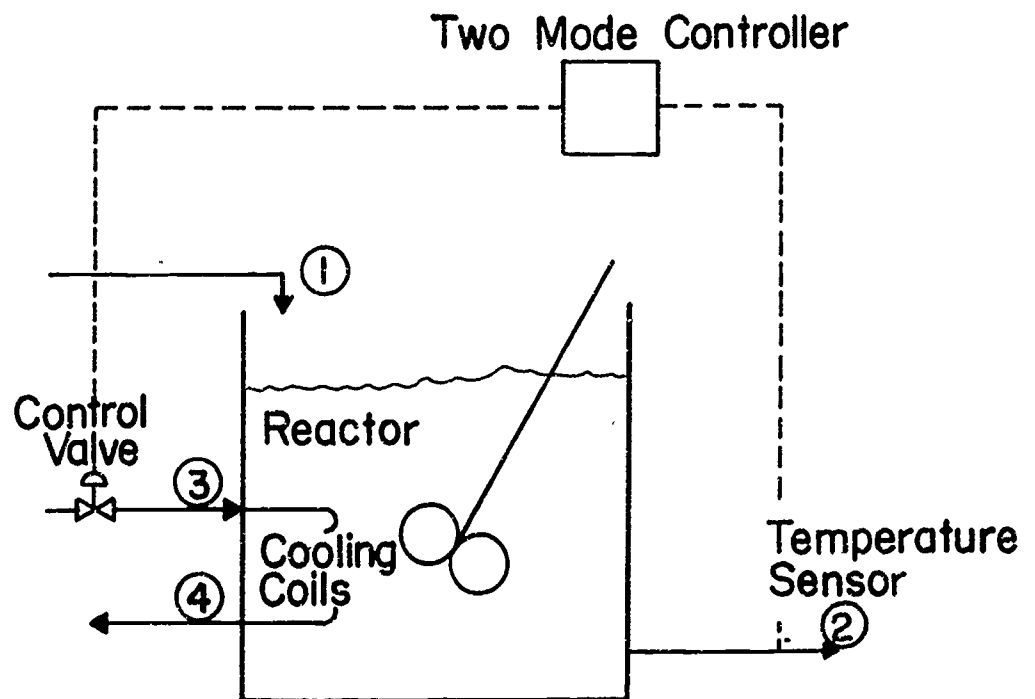 Two Mode Controller
1
Control
Valve
Reactor
3
Cooling
Coils
4
Temperature
Sensor
2